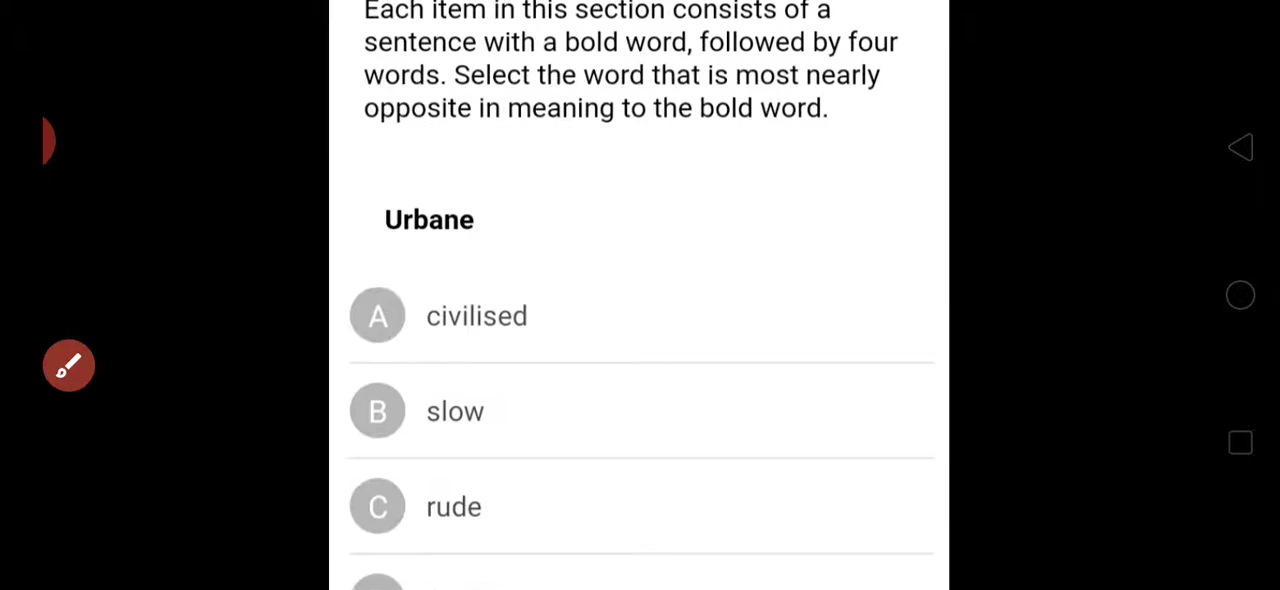 Each item in this section consists of a
sentence with a bold word, followed by four
words. Select the word that is most nearly
opposite in meaning to the bold word.
Urbane
A civilised
B slow
C rude